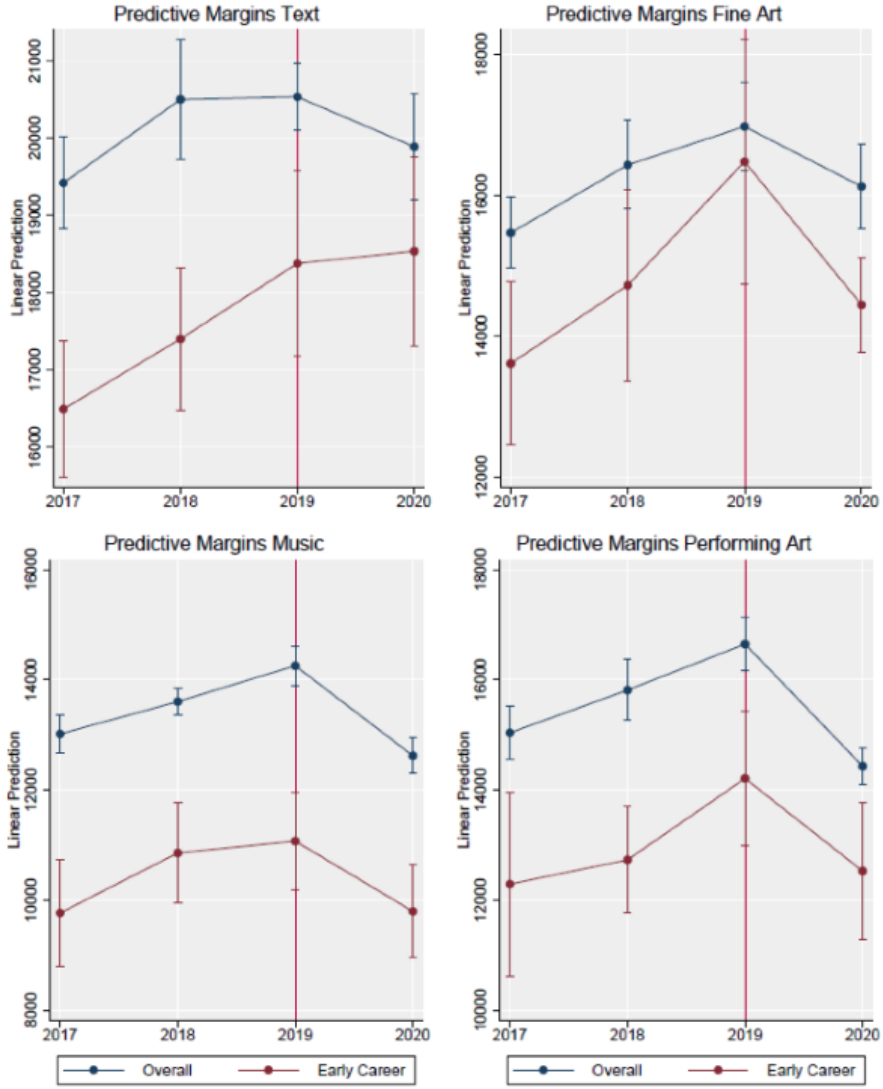 Predictive Margins Text
Linear Prediction
21000
20000
19000
18000
17000
16000
2017 2018 2019 2020
Predictive Margins Fine Art
Linear Prediction
18000
16000
14000
12000
2017 2018 2019 2020
Predictive Margins Music
Linear Prediction
16000
14000
12000
10000
8000
2017 2018 2019 2020
Overall Early Career
Predictive Margins Performing Art
Linear Prediction
18000
16000
14000
12000
10000
2017 2018 2019 2020
Overall Early Career